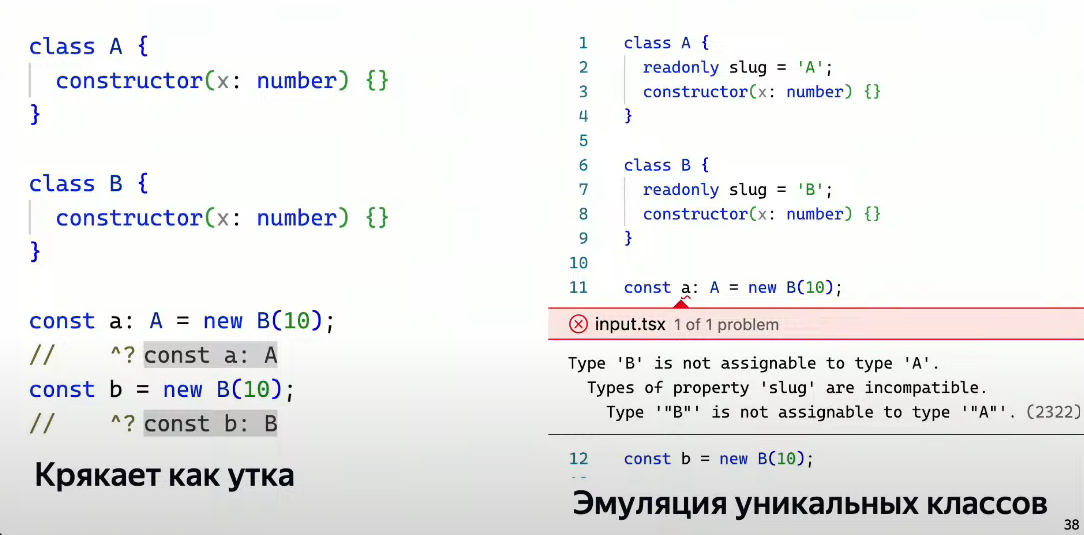 class A {
constructor(x: number) {}
}
class B {
constructor(x: number) {}
}
const a: A = new B(10);
// ^? const a: A
const b = new B(10);
// ^? const b: B
Крякает как утка
1 class A {
2 readonly slug = 'A';
3 constructor(x: number) {}
4 }
5
6 class B {
7 readonly slug = 'B';
8 constructor(x: number) {}
9 }
10
11 const a: A = new B(10);
input.tsx 1 of 1 problem
Type 'B' is not assignable to type 'A'.
Types of property 'slug' are incompatible.
Type '"B"' is not assignable to type '"A"'. (2322)
12 const b = new B(10);
Эмуляция уникальных классов
38